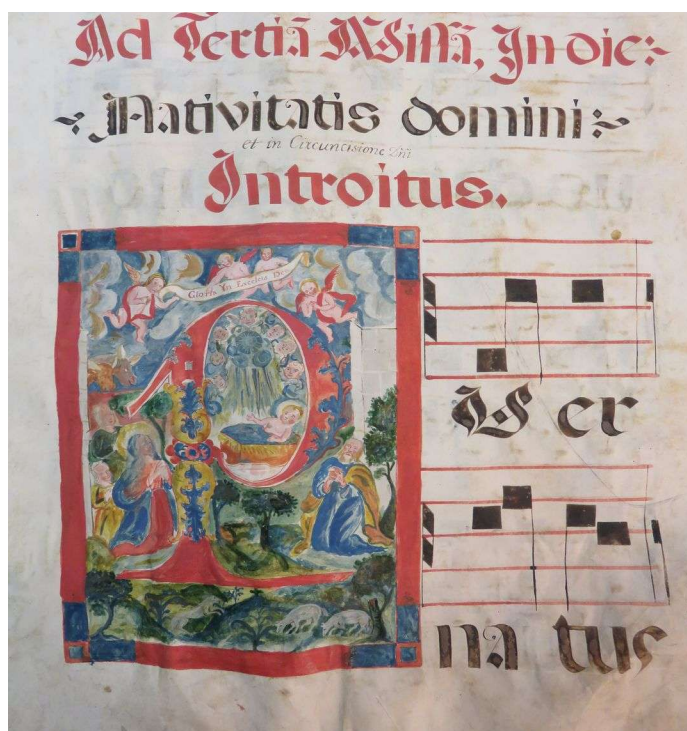 Ad Tertiã Missã, In die
Nativitatis domini
et in Circuncisione Dñi
Introitus.
Gloria In Excelsis Deo
P
Uer
na tus